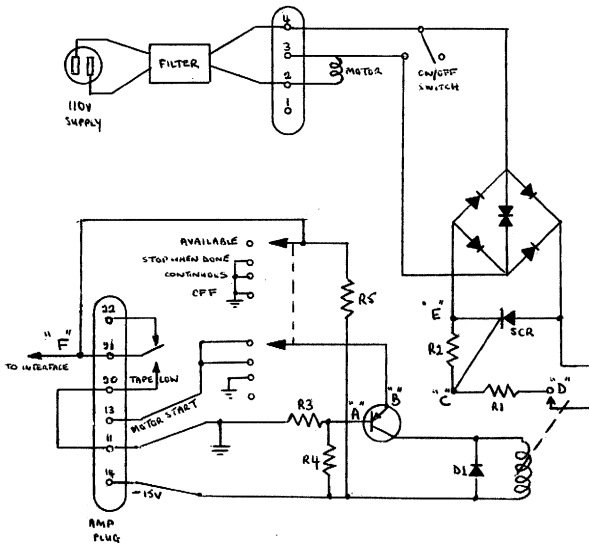 4
3
2
1
FILTER
MOTOR
ON/OFF
SWITCH
110V
SUPPLY
AVAILABLE
STOP WHEN DONE
CONTINUOUS
OFF
R5
"E"
SCR
R2
"C"
R1
"D"
22
"F"
21
TO INTERFACE
20
TAPE LOW
13
MOTOR START
11
14
-15V
R3
"A"
"B"
R4
D1
AMP
PLUG